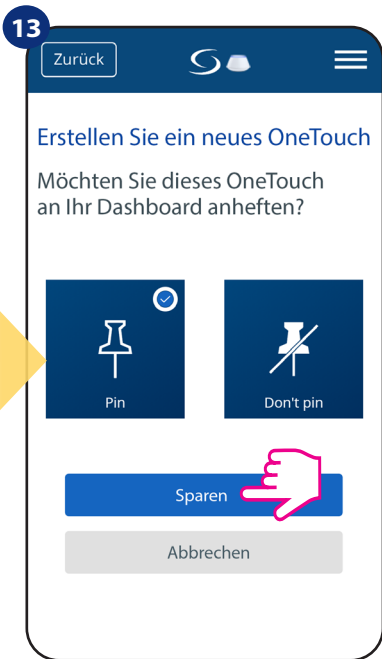 13
Zurück
Erstellen Sie ein neues OneTouch
Möchten Sie dieses OneTouch
an Ihr Dashboard anheften?
Pin
Don't pin
Sparen
Abbrechen